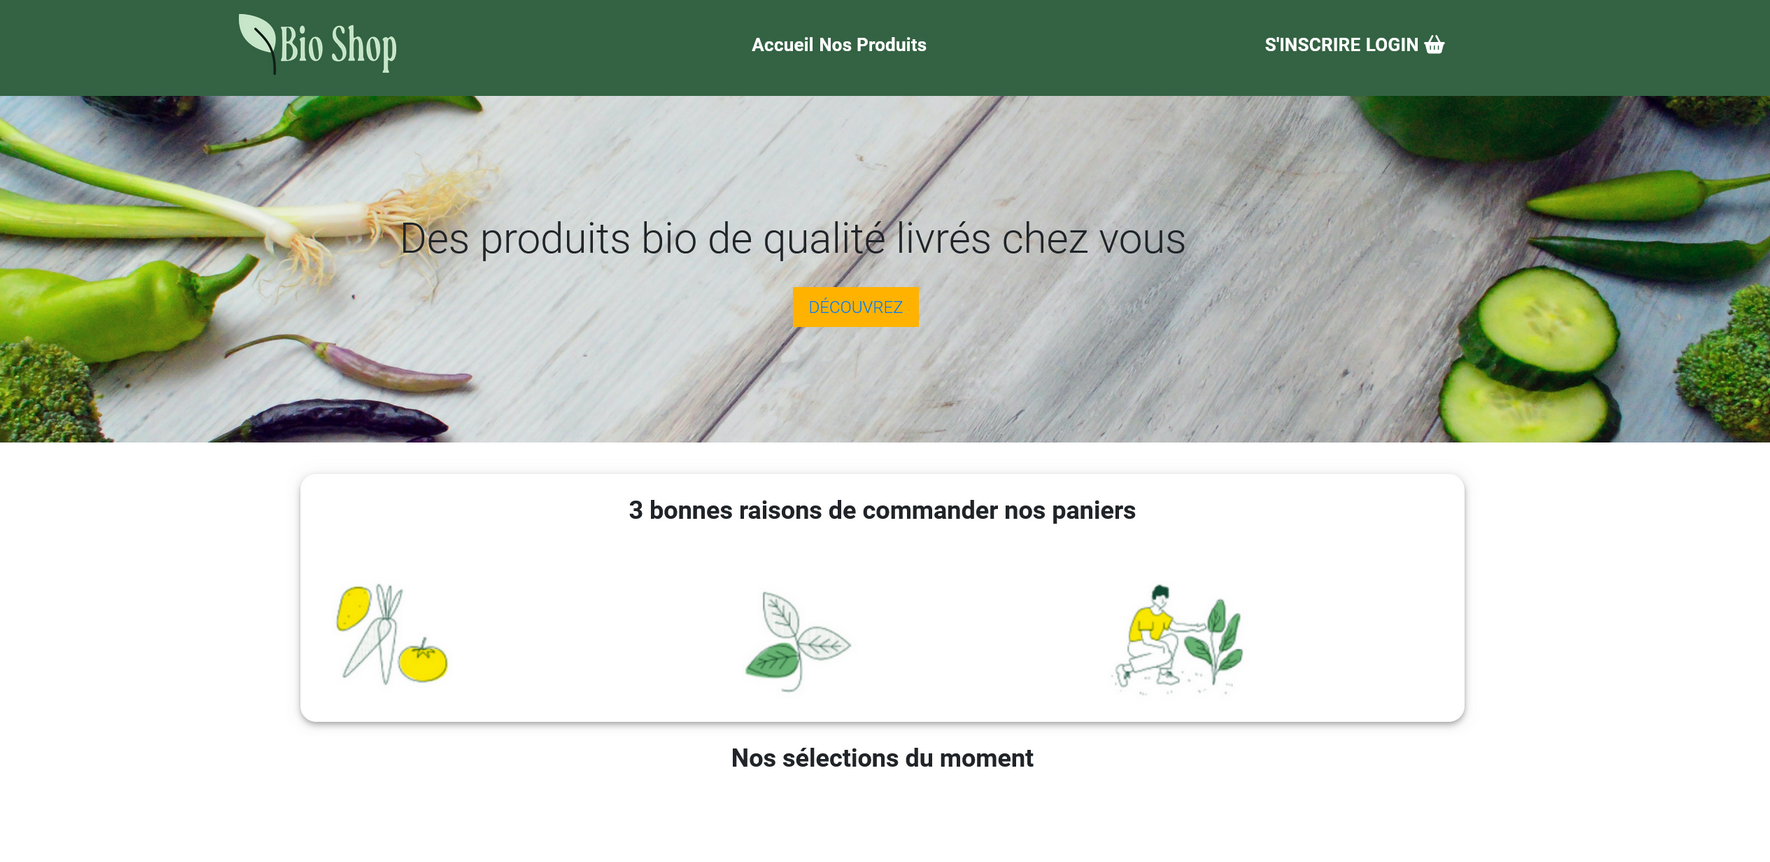 Bio Shop
Accueil Nos Produits
S'INSCRIRE LOGIN
Des produits bio de qualité livrés chez vous
DÉCOUVREZ
3 bonnes raisons de commander nos paniers
Nos sélections du moment